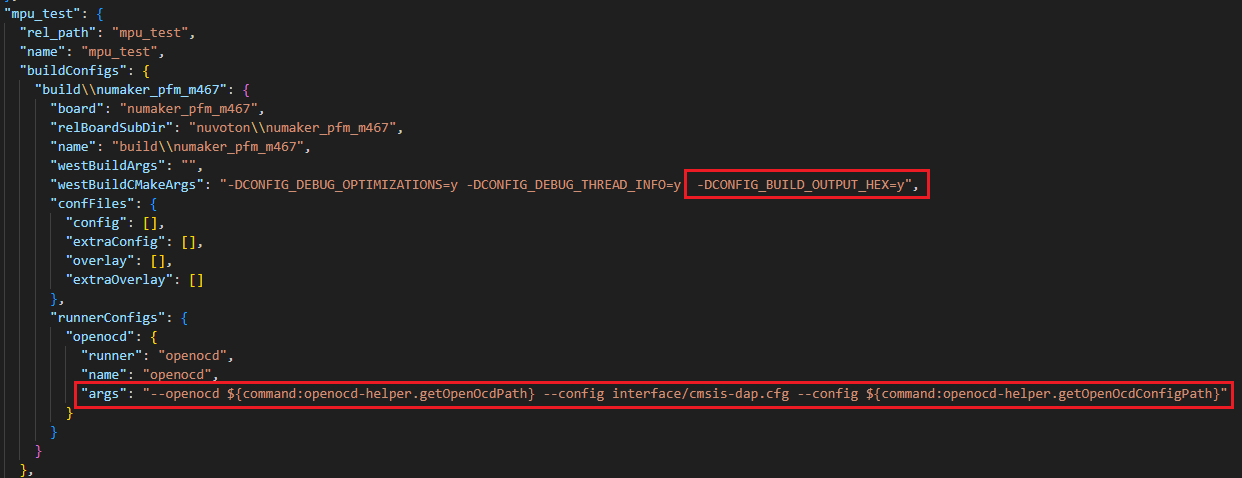 "mpu_test": {
"rel_path": "mpu_test",
"name": "mpu_test",
"buildConfigs": {
"build\\numaker_pfm_m467": {
"board": "numaker_pfm_m467",
"relBoardSubDir": "nuvoton\\numaker_pfm_m467",
"name": "build\\numaker_pfm_m467",
"westBuildArgs": "",
"westBuildCMakeArgs": "-DCONFIG_DEBUG_OPTIMIZATIONS=y -DCONFIG_DEBUG_THREAD_INFO=y -DCONFIG_BUILD_OUTPUT_HEX=y",
"confFiles": {
"config": [],
"extraConfig": [],
"overlay": [],
"extraOverlay": []
},
"runnerConfigs": {
"openocd": {
"runner": "openocd",
"name": "openocd",
"args": "--openocd ${command:openocd-helper.getOpenOcdPath} --config interface/cmsis-dap.cfg --config ${command:openocd-helper.getOpenOcdConfigPath}"
}
}
}
},